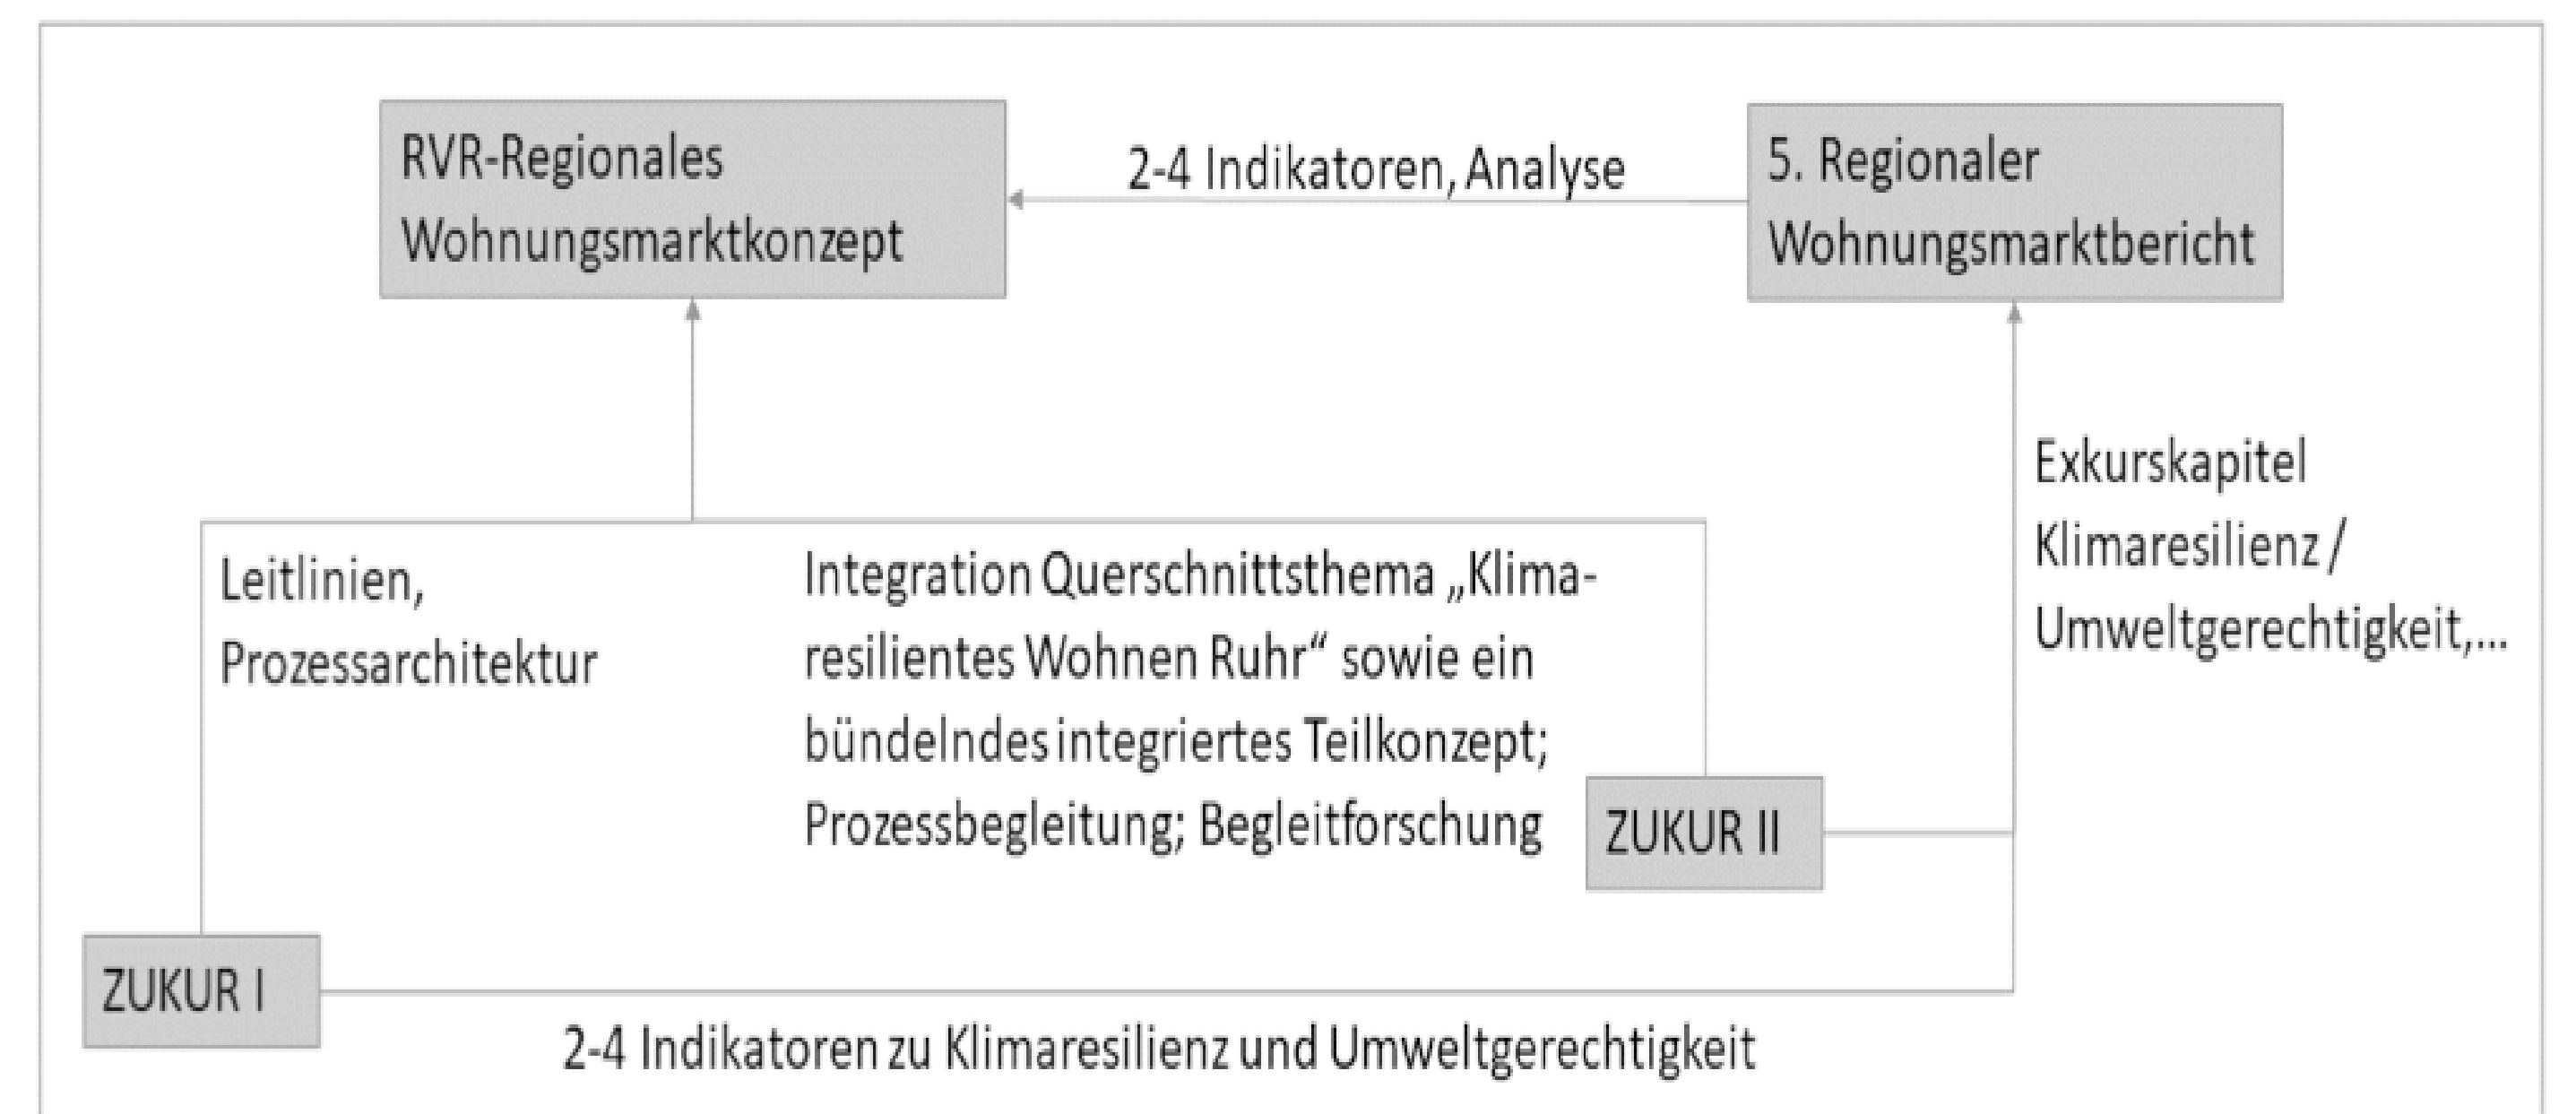 RVR-Regionales
Wohnungsmarktkonzept
2-4 Indikatoren, Analyse
5. Regionaler
Wohnungsmarktbericht
Exkurskapitel
Klimaresilienz /
Umweltgerechtigkeit,...
Leitlinien,
Prozessarchitektur
Integration Querschnittsthema „Klima-
resilientes Wohnen Ruhr“ sowie ein
bündelndes integriertes Teilkonzept;
Prozessbegleitung; Begleitforschung
ZUKUR II
ZUKUR I
2-4 Indikatoren zu Klimaresilienz und Umweltgerechtigkeit